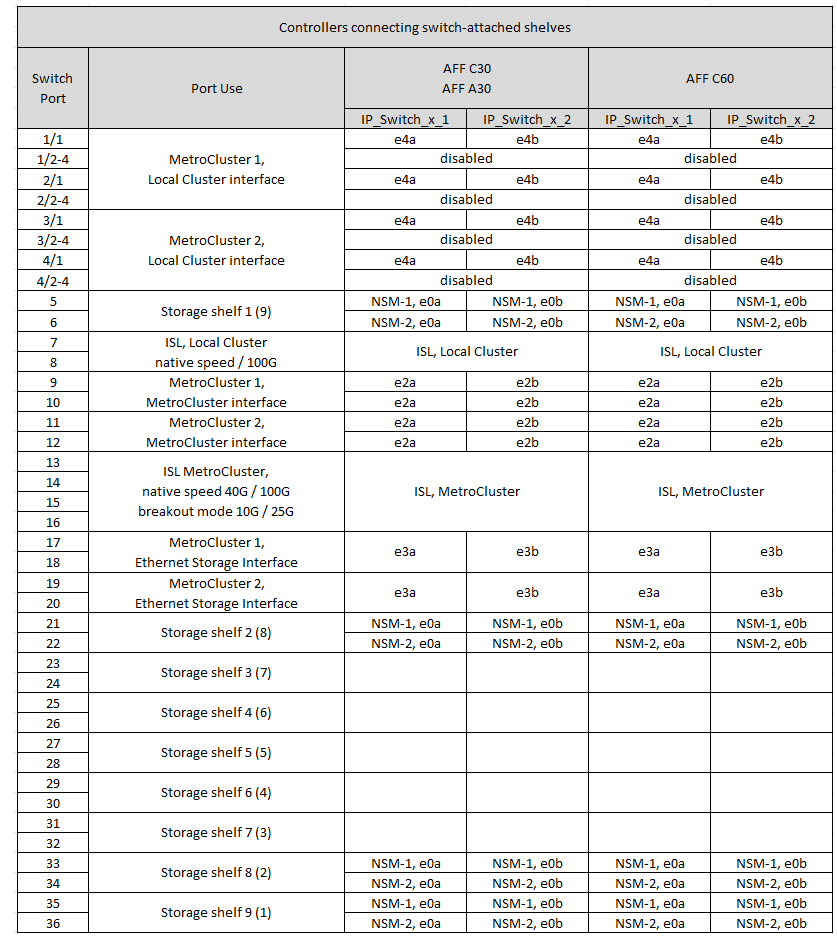 Controllers connecting switch-attached shelves
Switch Port | Port Use | AFF C30 AFF A30 | AFF C60
IP_Switch_x_1 | IP_Switch_x_2 | IP_Switch_x_1 | IP_Switch_x_2
1/1 | MetroCluster 1, Local Cluster interface | e4a | e4b | e4a | e4b
1/2-4 | disabled | disabled
2/1 | e4a | e4b | e4a | e4b
2/2-4 | disabled | disabled
3/1 | MetroCluster 2, Local Cluster interface | e4a | e4b | e4a | e4b
3/2-4 | disabled | disabled
4/1 | e4a | e4b | e4a | e4b
4/2-4 | disabled | disabled
5 | Storage shelf 1 (9) | NSM-1, e0a | NSM-1, e0b | NSM-1, e0a | NSM-1, e0b
6 | NSM-2, e0a | NSM-2, e0b | NSM-2, e0a | NSM-2, e0b
7 | ISL, Local Cluster native speed / 100G | ISL, Local Cluster | ISL, Local Cluster
8
9 | MetroCluster 1, MetroCluster interface | e2a | e2b | e2a | e2b
10 | e2a | e2b | e2a | e2b
11 | MetroCluster 2, MetroCluster interface | e2a | e2b | e2a | e2b
12 | e2a | e2b | e2a | e2b
13 | ISL MetroCluster, native speed 40G / 100G breakout mode 10G / 25G | ISL, MetroCluster | ISL, MetroCluster
14
15
16
17 | MetroCluster 1, Ethernet Storage Interface | e3a | e3b | e3a | e3b
18
19 | MetroCluster 2, Ethernet Storage Interface | e3a | e3b | e3a | e3b
20
21 | Storage shelf 2 (8) | NSM-1, e0a | NSM-1, e0b | NSM-1, e0a | NSM-1, e0b
22 | NSM-2, e0a | NSM-2, e0b | NSM-2, e0a | NSM-2, e0b
23 | Storage shelf 3 (7)
24
25 | Storage shelf 4 (6)
26
27 | Storage shelf 5 (5)
28
29 | Storage shelf 6 (4)
30
31 | Storage shelf 7 (3)
32
33 | Storage shelf 8 (2) | NSM-1, e0a | NSM-1, e0b | NSM-1, e0a | NSM-1, e0b
34 | NSM-2, e0a | NSM-2, e0b | NSM-2, e0a | NSM-2, e0b
35 | Storage shelf 9 (1) | NSM-1, e0a | NSM-1, e0b | NSM-1, e0a | NSM-1, e0b
36 | NSM-2, e0a | NSM-2, e0b | NSM-2, e0a | NSM-2, e0b